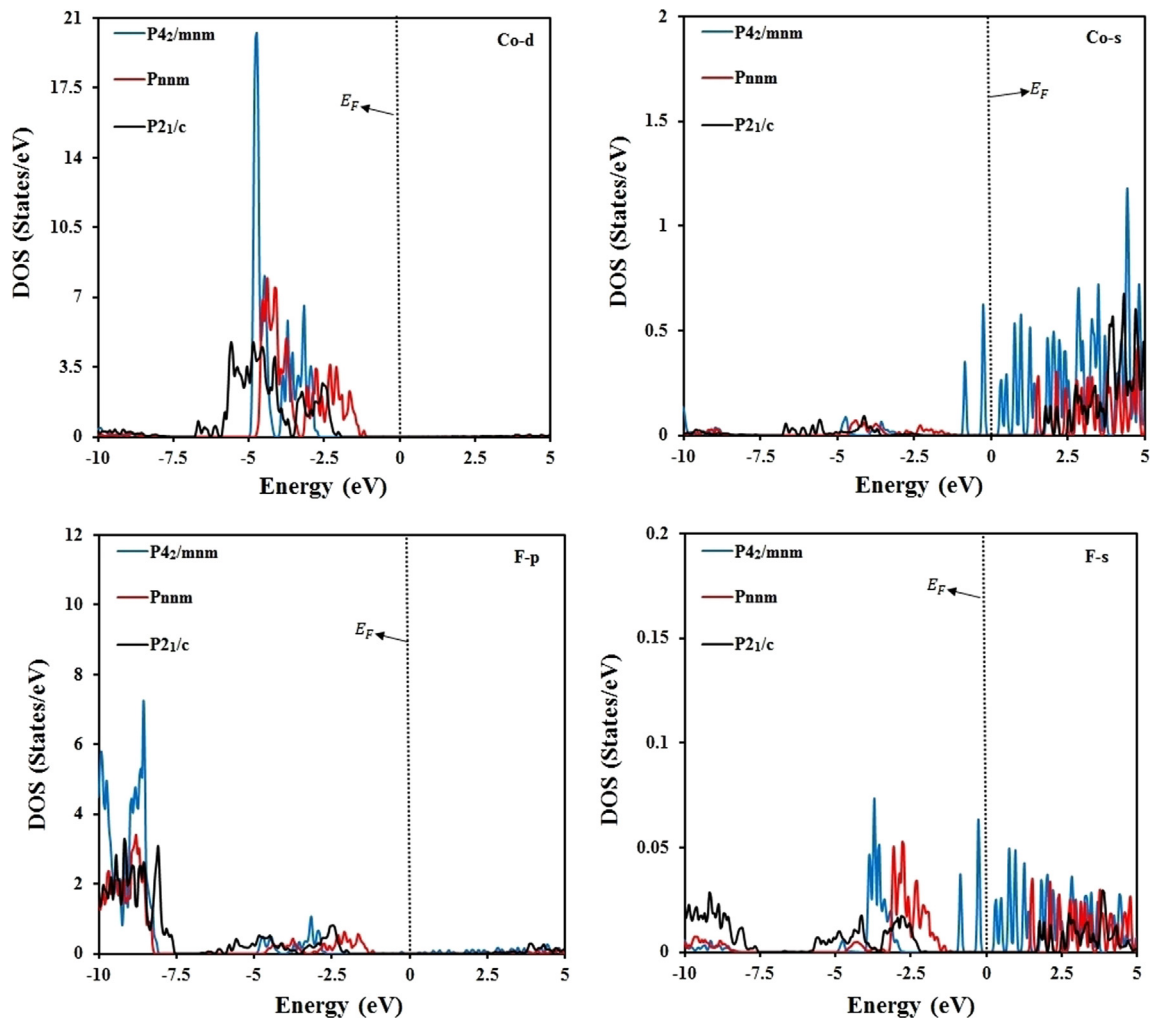 21
17.5
14
10.5
7
3.5
0
DOS (States/eV)
P4₂/mnm
Pnnm
P2₁/c
Co-d
E_F
-10
-7.5
-5
-2.5
0
2.5
5
Energy (eV)
2
1.5
1
0.5
0
DOS (States/eV)
P4₂/mnm
Pnnm
P2₁/c
Co-s
E_F
-10
-7.5
-5
-2.5
0
2.5
5
Energy (eV)
12
10
8
6
4
2
0
DOS (States/eV)
P4₂/mnm
Pnnm
P2₁/c
F-p
E_F
-10
-7.5
-5
-2.5
0
2.5
5
Energy (eV)
0.2
0.15
0.1
0.05
0
DOS (States/eV)
P4₂/mnm
Pnnm
P2₁/c
F-s
E_F
-10
-7.5
-5
-2.5
0
2.5
5
Energy (eV)